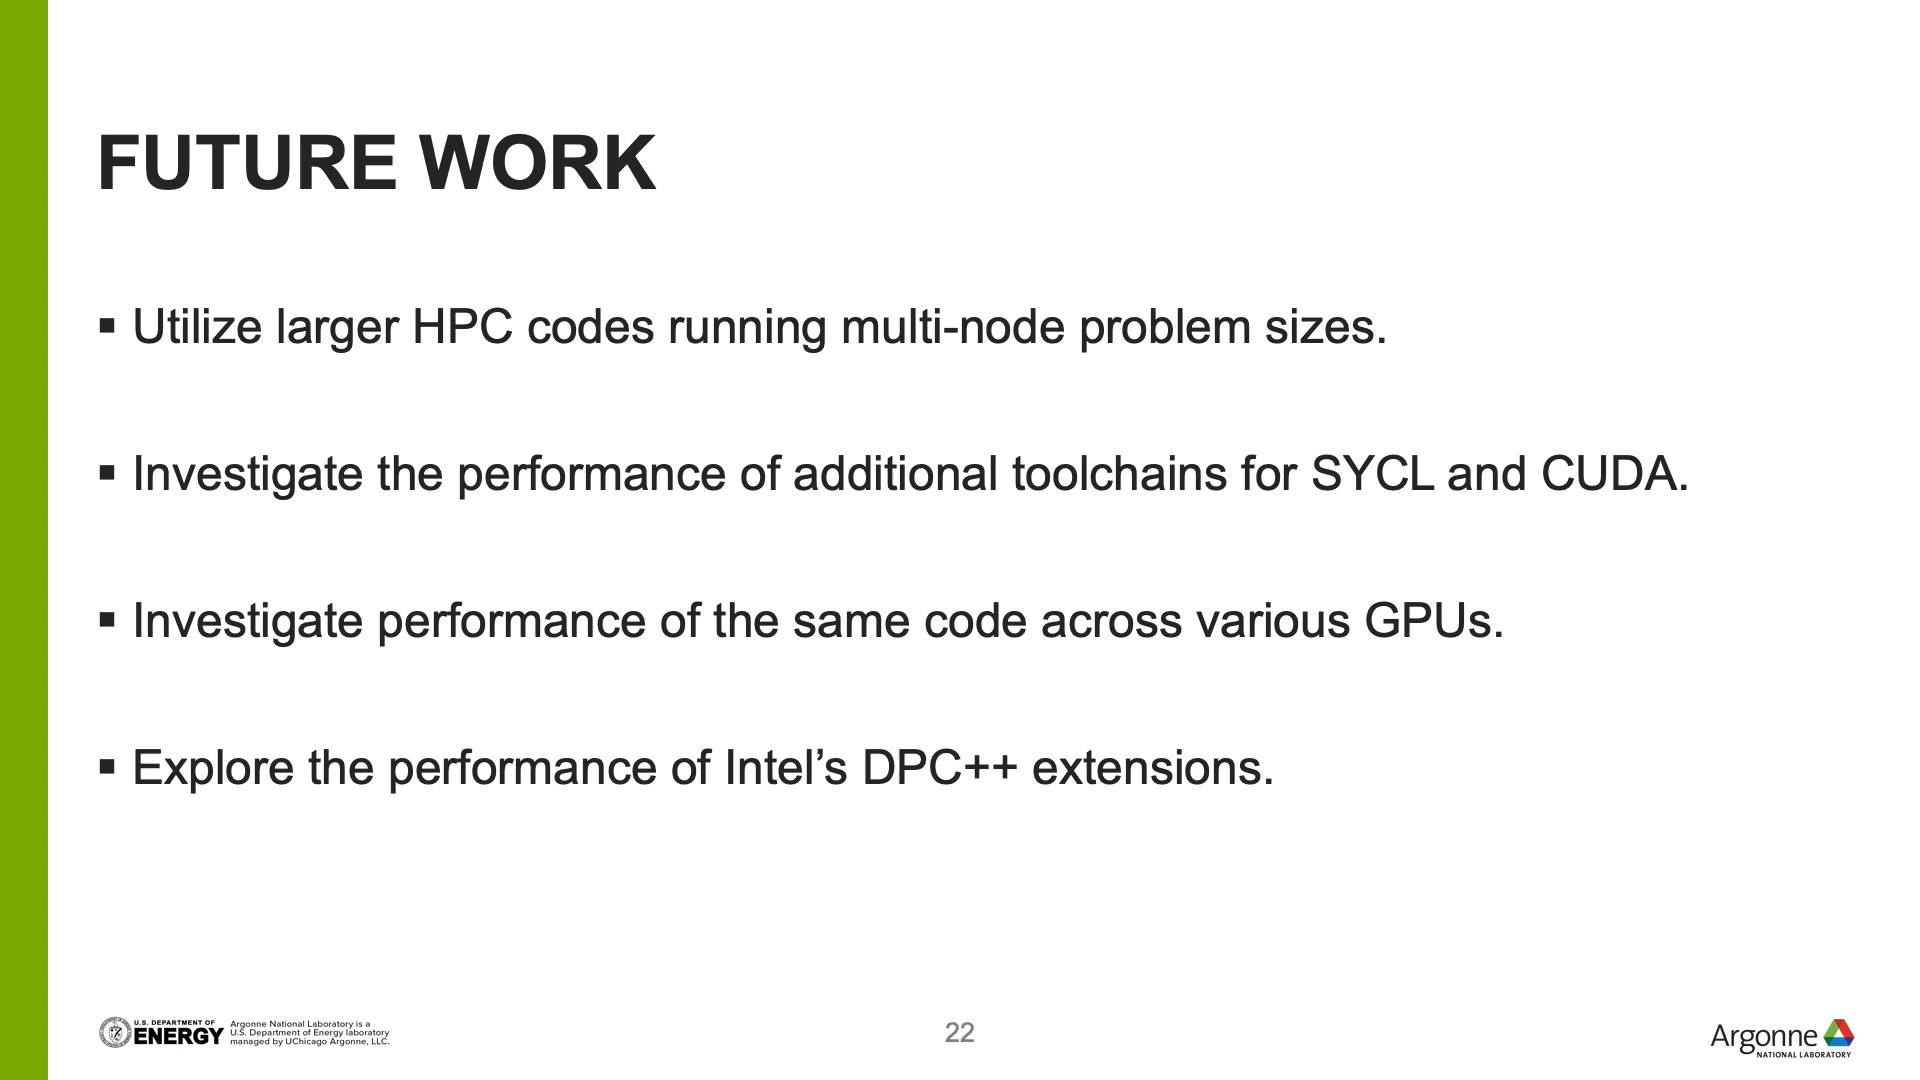 FUTURE WORK
▪ Utilize larger HPC codes running multi-node problem sizes.
▪ Investigate the performance of additional toolchains for SYCL and CUDA.
▪ Investigate performance of the same code across various GPUs.
▪ Explore the performance of Intel’s DPC++ extensions.
U.S. DEPARTMENT OF
ENERGY
Argonne National Laboratory is a
U.S. Department of Energy laboratory
managed by UChicago Argonne, LLC.
22
Argonne
NATIONAL LABORATORY